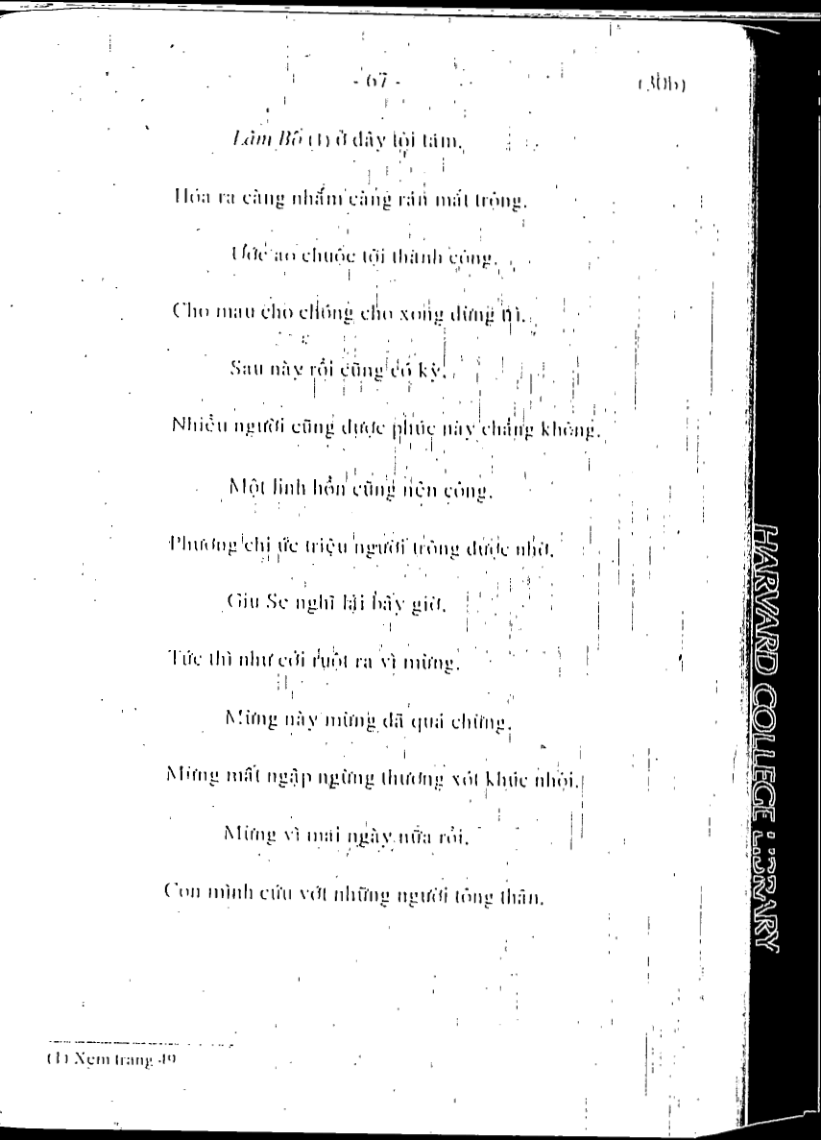 - 67 -
(30b)
Lâm Bô (1) ở đây tội tăm.
Hóa ra càng nhắm càng rán mắt trông.
Ước ao chuộc tội thành công.
Cho mau cho chóng cho xong đừng trì.
Sau này rồi cũng có kỳ.
Nhiều người cũng được phúc này chẳng không.
Một linh hồn cũng nên công.
Phương chi ức triệu người trông được nhờ.
Giu Se nghĩ lại bây giờ.
Tức thì như cởi ruột ra vì mừng.
Mừng này mừng đã quá chừng.
Mừng mất ngập ngừng thương xót khúc nhôi.
Mừng vì mai ngày nữa rồi.
Con mình cứu vớt những người tông thân.
(1) Xem trang 49
HARVARD COLLEGE LIBRARY